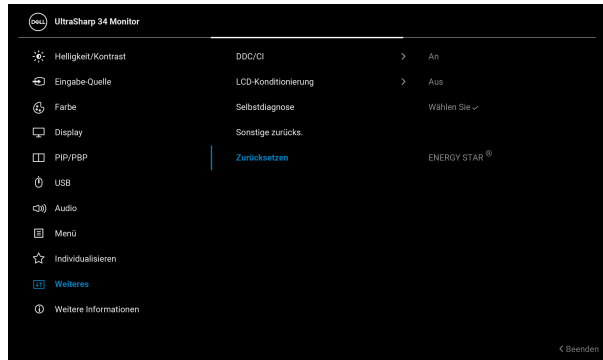 DELL UltraSharp 34 Monitor
Helligkeit/Kontrast DDC/CI > An
Eingabe-Quelle LCD-Konditionierung > Aus
Farbe Selbstdiagnose Wählen Sie ✓
Display Sonstige zurücks.
PIP/PBP Zurücksetzen ENERGY STAR ®
USB
Audio
Menü
Individualisieren
Weiteres
Weitere Informationen
< Beenden